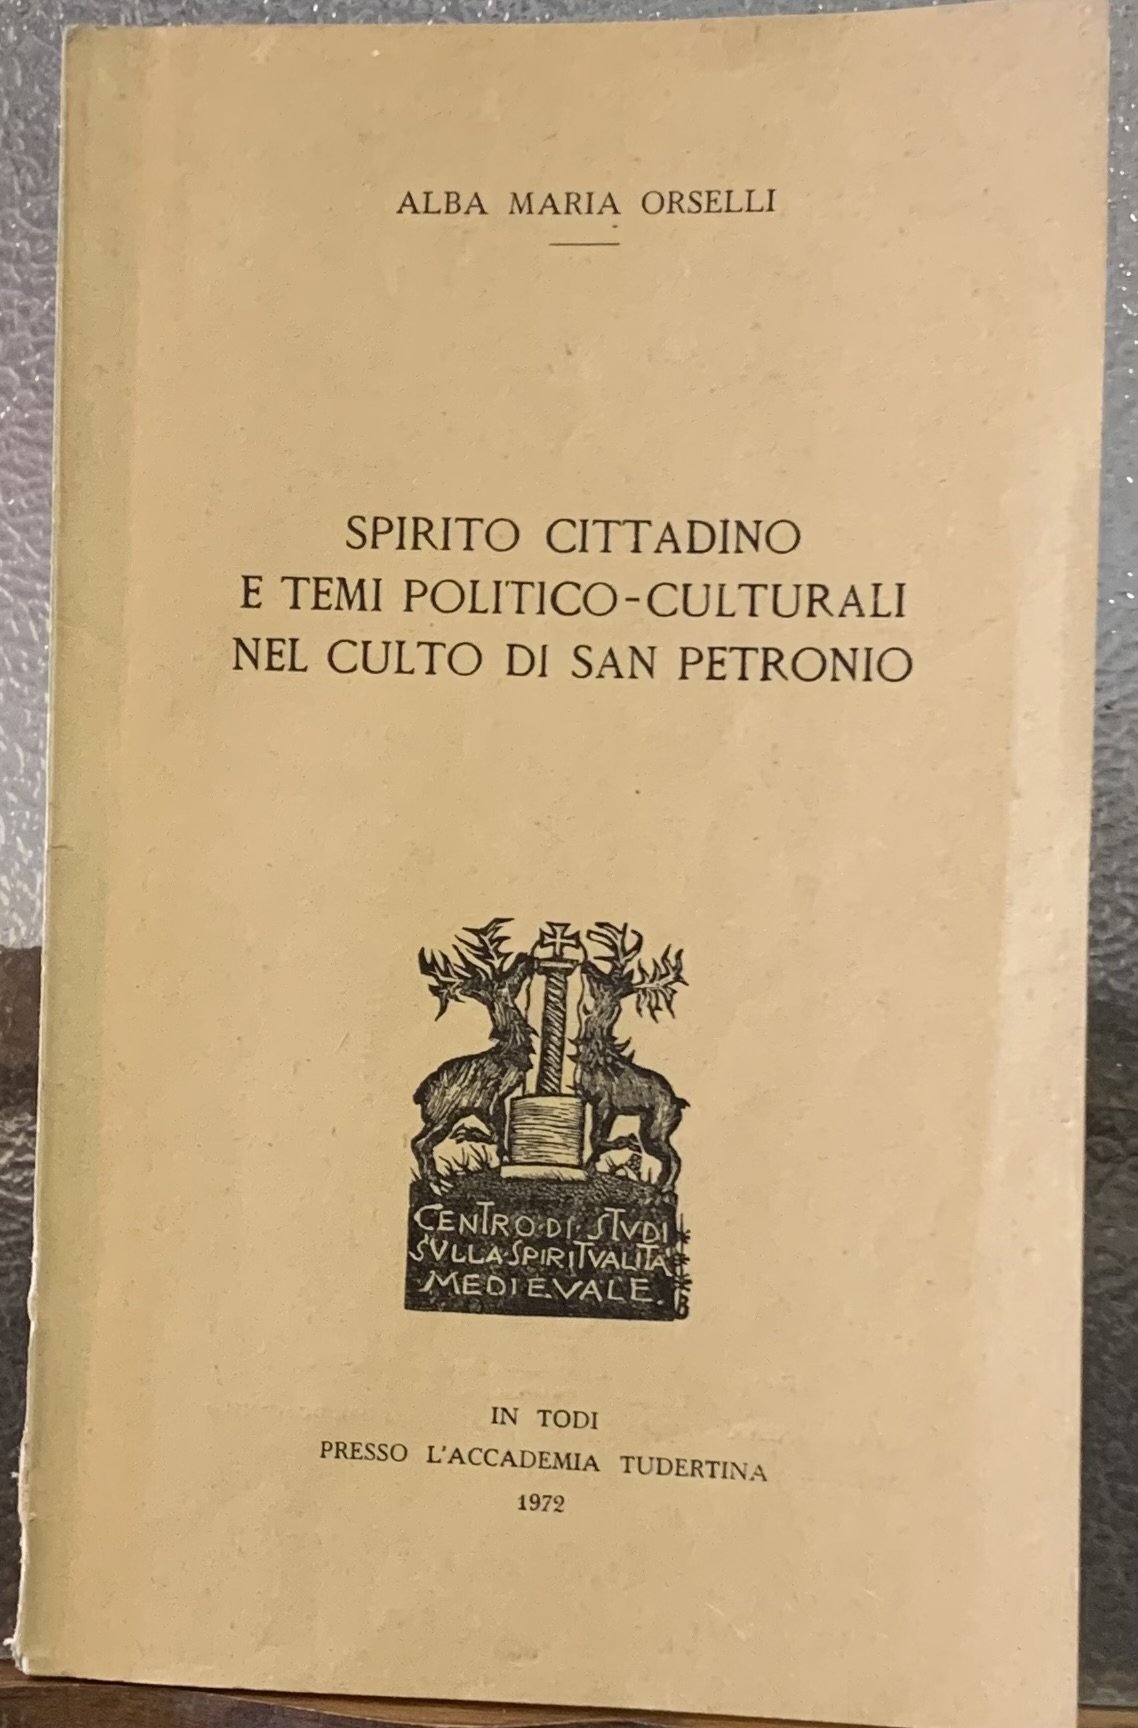 ALBA MARIA ORSELLI
SPIRITO CITTADINO
E TEMI POLITICO-CULTURALI
NEL CULTO DI SAN PETRONIO
CENTRO·DI·STVDI
SVLLA·SPIRITVALITA'
MEDIEVALE.
B
IN TODI
PRESSO L'ACCADEMIA TUDERTINA
1972